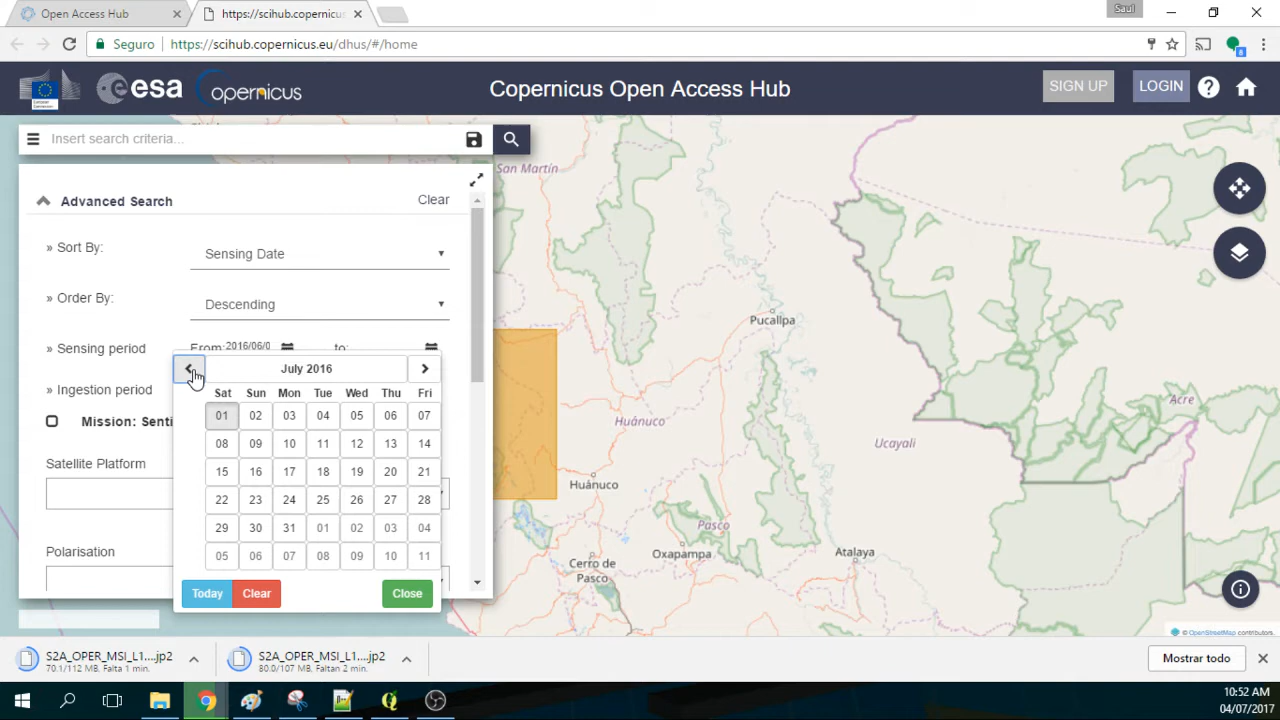 Open Access Hub
https://scihub.copernicus
Saul
Seguro
https://scihub.copernicus.eu/dhus/#/home
8
esa
opernicus
Copernicus Open Access Hub
SIGN UP
LOGIN
Insert search criteria...
San Martín
Advanced Search
Clear
» Sort By:
Sensing Date
» Order By:
Descending
» Sensing period
From:
2016/06/0
to:
» Ingestion period
Mission: Senti
Satellite Platform
Polarisation
July 2016
Sat Sun Mon Tue Wed Thu Fri
01 02 03 04 05 06 07
08 09 10 11 12 13 14
15 16 17 18 19 20 21
22 23 24 25 26 27 28
29 30 31 01 02 03 04
05 06 07 08 09 10 11
Today
Clear
Close
Pucallpa
Huánuco
Ucayali
Acre
Huánuco
Pasco
Oxapampa
Cerro de
Pasco
Atalaya
© OpenStreetMap contributors.
S2A_OPER_MSI_L1....jp2
70.1/112 MB, Falta 1 min.
S2A_OPER_MSI_L1....jp2
80.0/107 MB, Faltan 2 min.
Mostrar todo
10:52 AM
04/07/2017